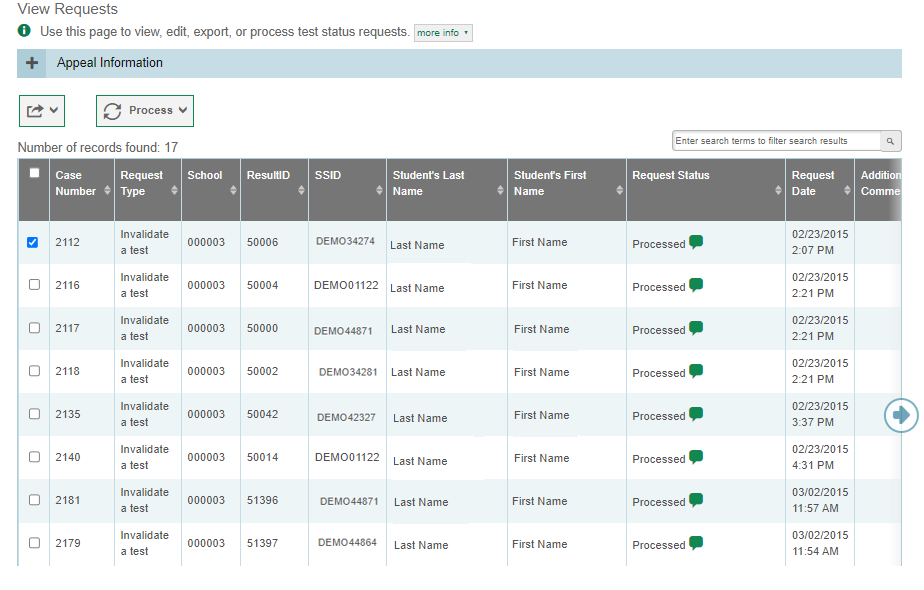 View Requests
Use this page to view, edit, export, or process test status requests. more info
Appeal Information
Process
Number of records found: 17
Enter search terms to filter search results
Case Number Request Type School ResultID SSID Student's Last Name Student's First Name Request Status Request Date Addition Comme
2112 Invalidate a test 000003 50006 DEMO34274 Last Name First Name Processed 02/23/2015 2:07 PM
2116 Invalidate a test 000003 50004 DEMO01122 Last Name First Name Processed 02/23/2015 2:21 PM
2117 Invalidate a test 000003 50000 DEMO44871 Last Name First Name Processed 02/23/2015 2:21 PM
2118 Invalidate a test 000003 50002 DEMO34281 Last Name First Name Processed 02/23/2015 2:21 PM
2135 Invalidate a test 000003 50042 DEMO42327 Last Name First Name Processed 02/23/2015 3:37 PM
2140 Invalidate a test 000003 50014 DEMO01122 Last Name First Name Processed 02/23/2015 4:31 PM
2181 Invalidate a test 000003 51396 DEMO44871 Last Name First Name Processed 03/02/2015 11:57 AM
2179 Invalidate a test 000003 51397 DEMO44864 Last Name First Name Processed 03/02/2015 11:54 AM